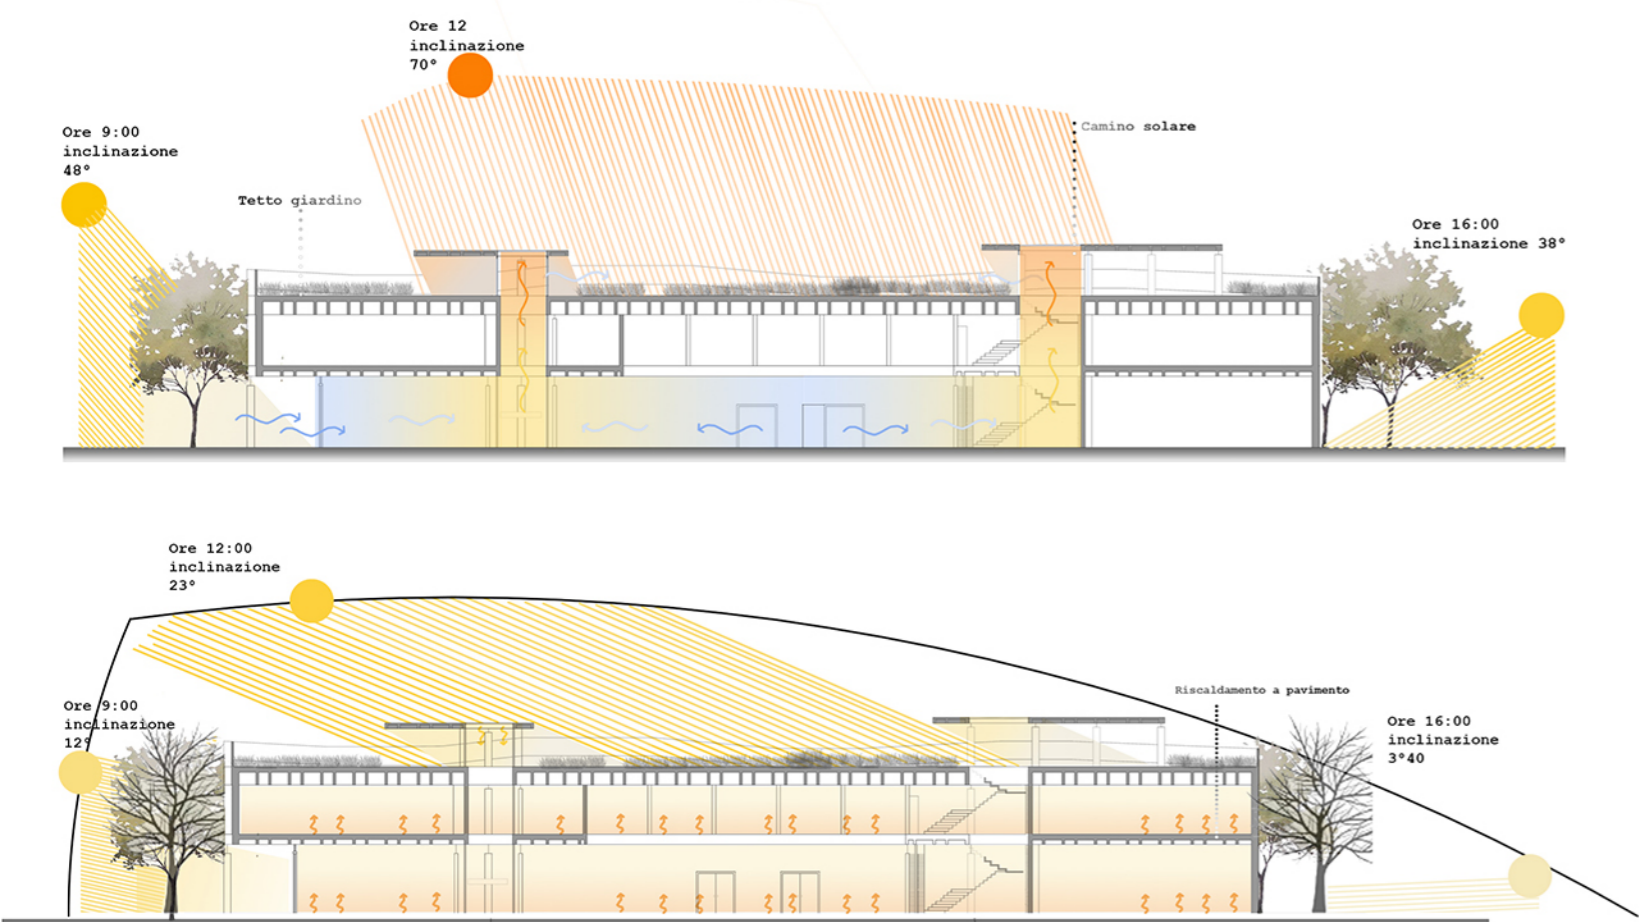 Ore 12
inclinazione
70°
Camino solare
Ore 9:00
inclinazione
48°
Tetto giardino
Ore 16:00
inclinazione 38°
Ore 12:00
inclinazione
23°
Riscaldamento a pavimento
Ore 9:00
inclinazione
12°
Ore 16:00
inclinazione
3°40